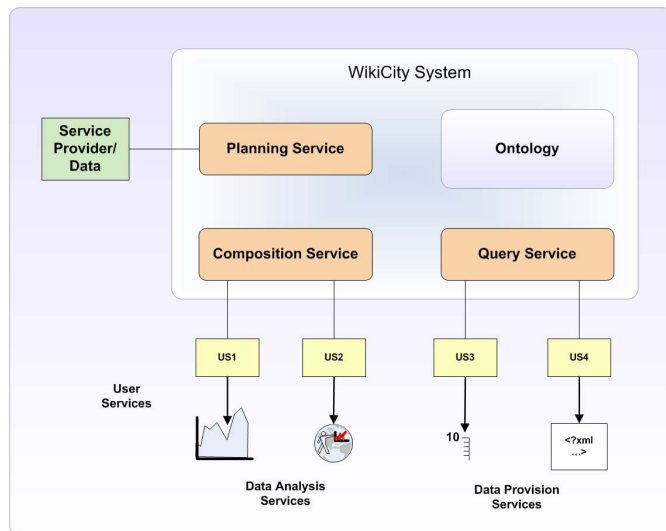 WikiCity System
Service
Provider/
Data
Planning Service
Ontology
Composition Service
Query Service
US1
US2
US3
US4
User
Services
10
<?xml
...>
Data Analysis
Services
Data Provision
Services